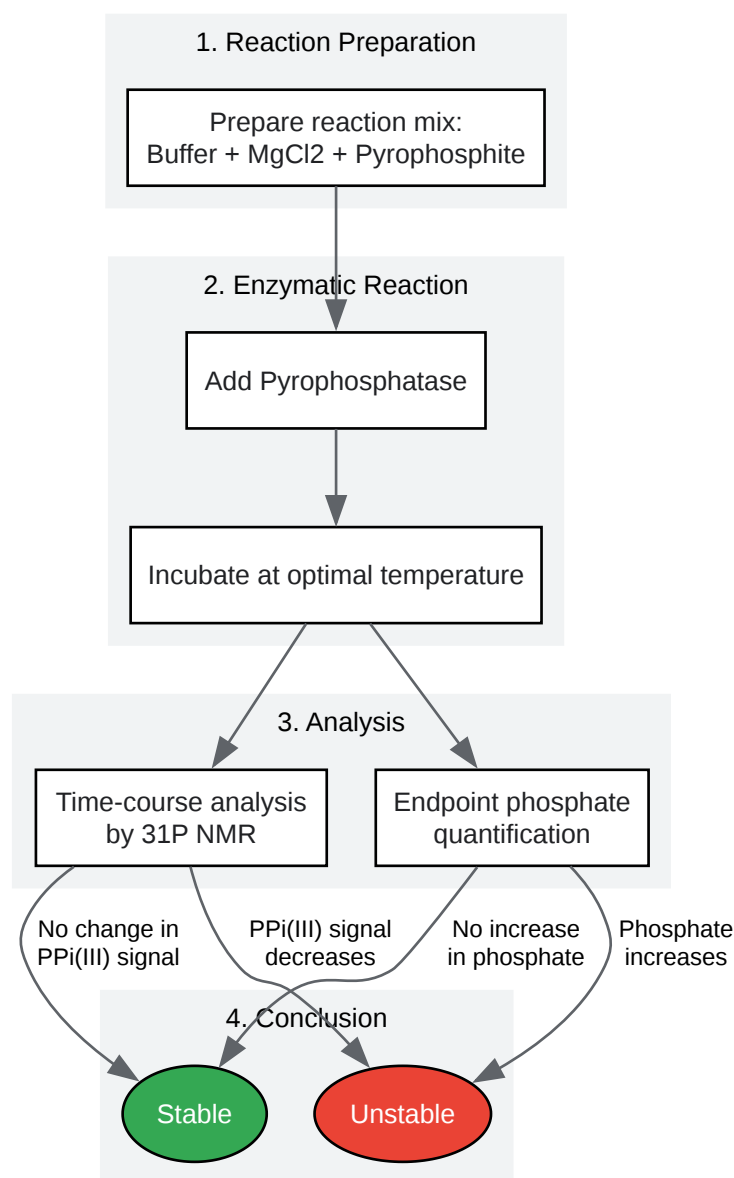 1. Reaction Preparation
Prepare reaction mix:
Buffer + MgCl2 + Pyrophosphite
2. Enzymatic Reaction
Add Pyrophosphatase
Incubate at optimal temperature
3. Analysis
Time-course analysis
by 31P NMR
Endpoint phosphate
quantification
No change in
PPi(III) signal
PPi(III) signal
decreases
No increase
in phosphate
Phosphate
increases
4. Conclusion
Stable
Unstable